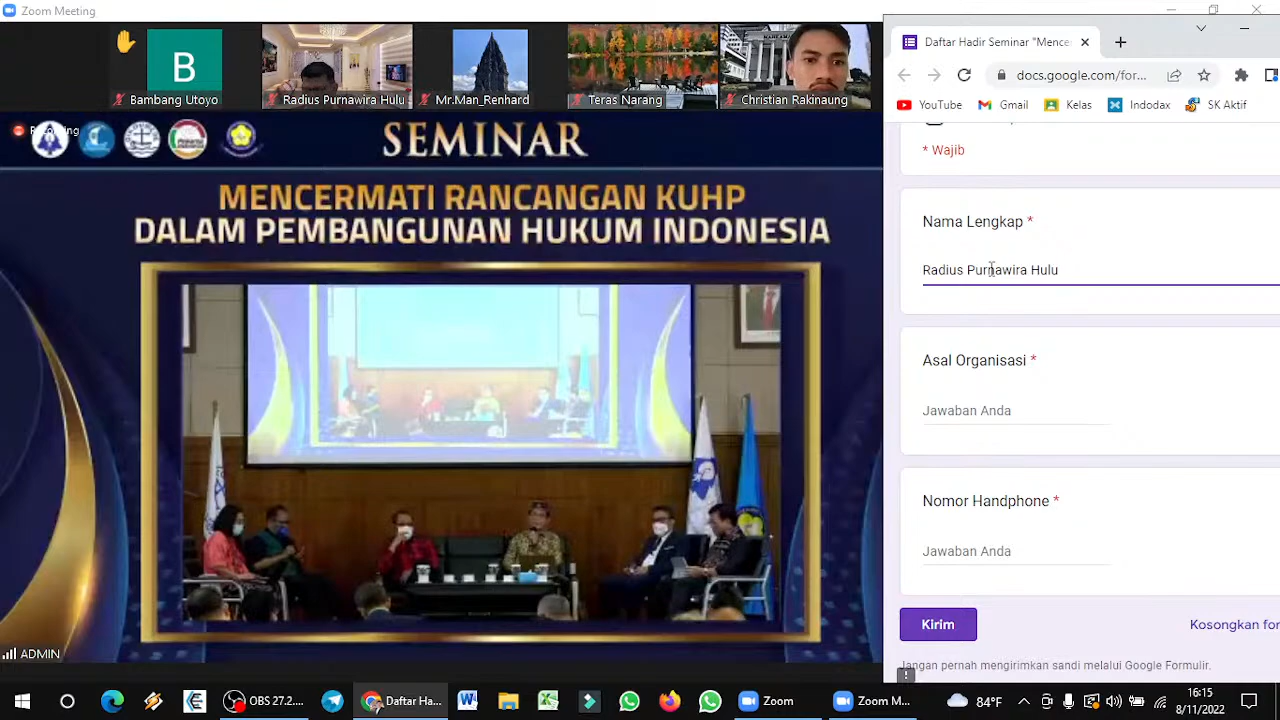 Zoom Meeting
B
Bambang Utoyo
Radius Purnawira Hulu
Mr.Man_Renhard
Teras Narang
Christian Rakinaung
Recording
SEMINAR
MENCERMATI RANCANGAN KUHP
DALAM PEMBANGUNAN HUKUM INDONESIA
ADMIN
Daftar Hadir Seminar "Mence
docs.google.com/for...
YouTube
Gmail
Kelas
Indodax
SK Aktif
* Wajib
Nama Lengkap *
Radius Purnawira Hulu
Asal Organisasi *
Jawaban Anda
Nomor Handphone *
Jawaban Anda
Kirim
Kosongkan for
Jangan pernah mengirimkan sandi melalui Google Formulir.
OBS 27.2....
Daftar Ha...
Zoom
Zoom M...
84°F
16:15
8/11/2022